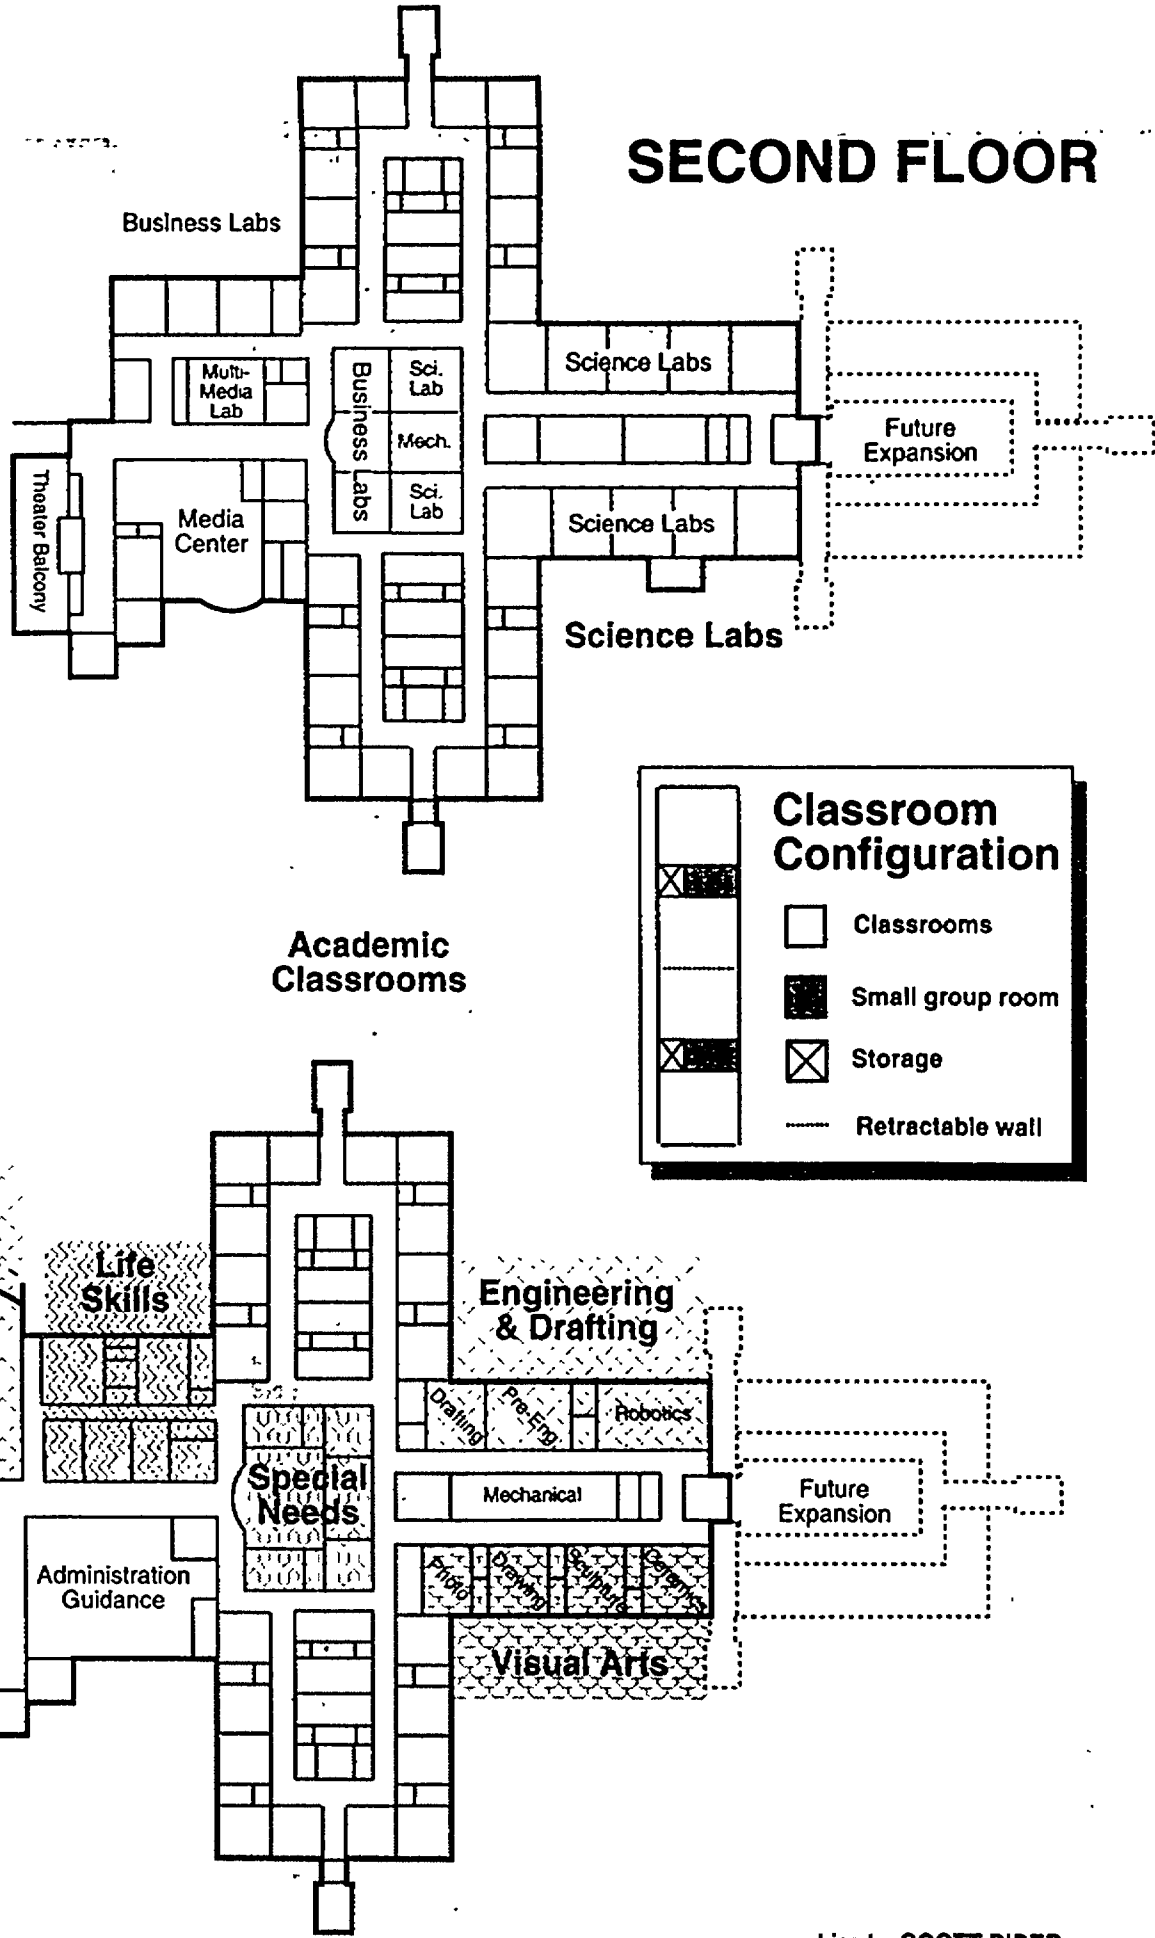 SECOND FLOOR
Business Labs
Multi-
Media
Lab
Business Labs
Sci.
Lab
Mech.
Sci.
Lab
Science Labs
Future
Expansion
Theater Balcony
Media
Center
Science Labs
Science Labs
Classroom
Configuration
Classrooms
Small group room
Storage
Retractable wall
Academic
Classrooms
Life
Skills
Engineering
& Drafting
Drafting
Pre-Eng.
Robotics
Special
Needs
Mechanical
Future
Expansion
Administration
Guidance
Photo
Drawing
Sculpture
Ceramics
Visual Arts